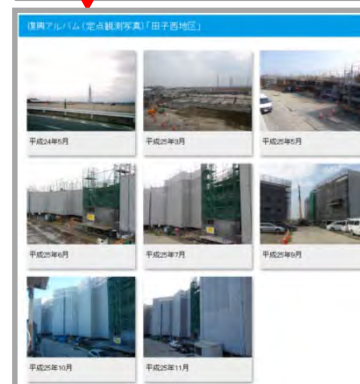 復興アルバム(定点観測写真)「田子西地区」
平成24年5月
平成25年3月
平成25年5月
平成25年6月
平成25年7月
平成25年9月
平成25年10月
平成25年11月